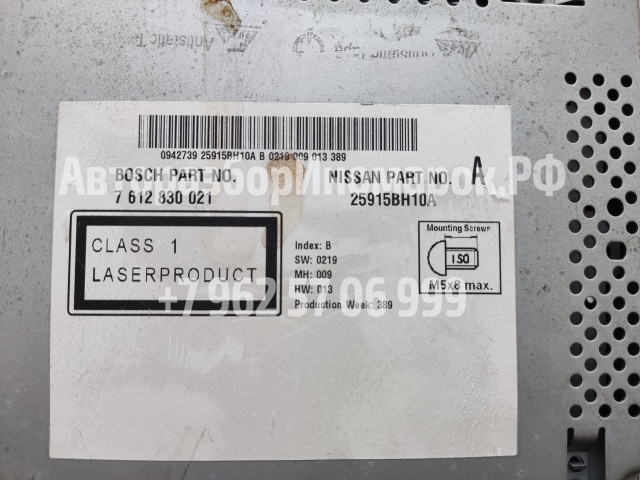 Antistatic
0942739 25915BH10A B 0219 009 013 389
BOSCH PART NO. NISSAN PART NO. A
7 612 830 021 25915BH10A
АвторазборИномарок.РФ
CLASS 1
LASERPRODUCT
Index: B
SW: 0219
MH: 009
HW: 013
Production Week: 389
Mounting Screws
ISO
M5x8 max.
+7 962 5706 999